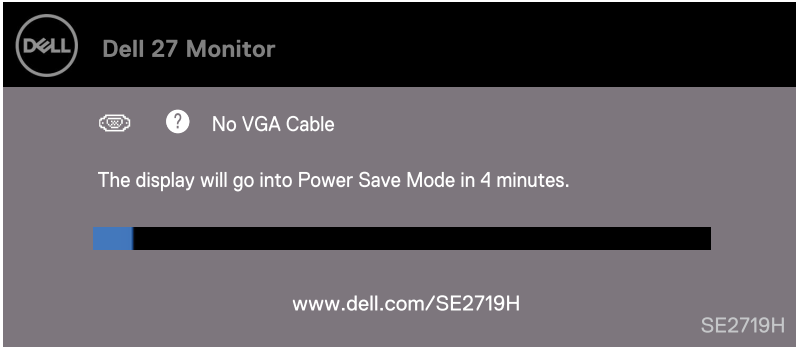 DELL
Dell 27 Monitor
? No VGA Cable
The display will go into Power Save Mode in 4 minutes.
www.dell.com/SE2719H
SE2719H